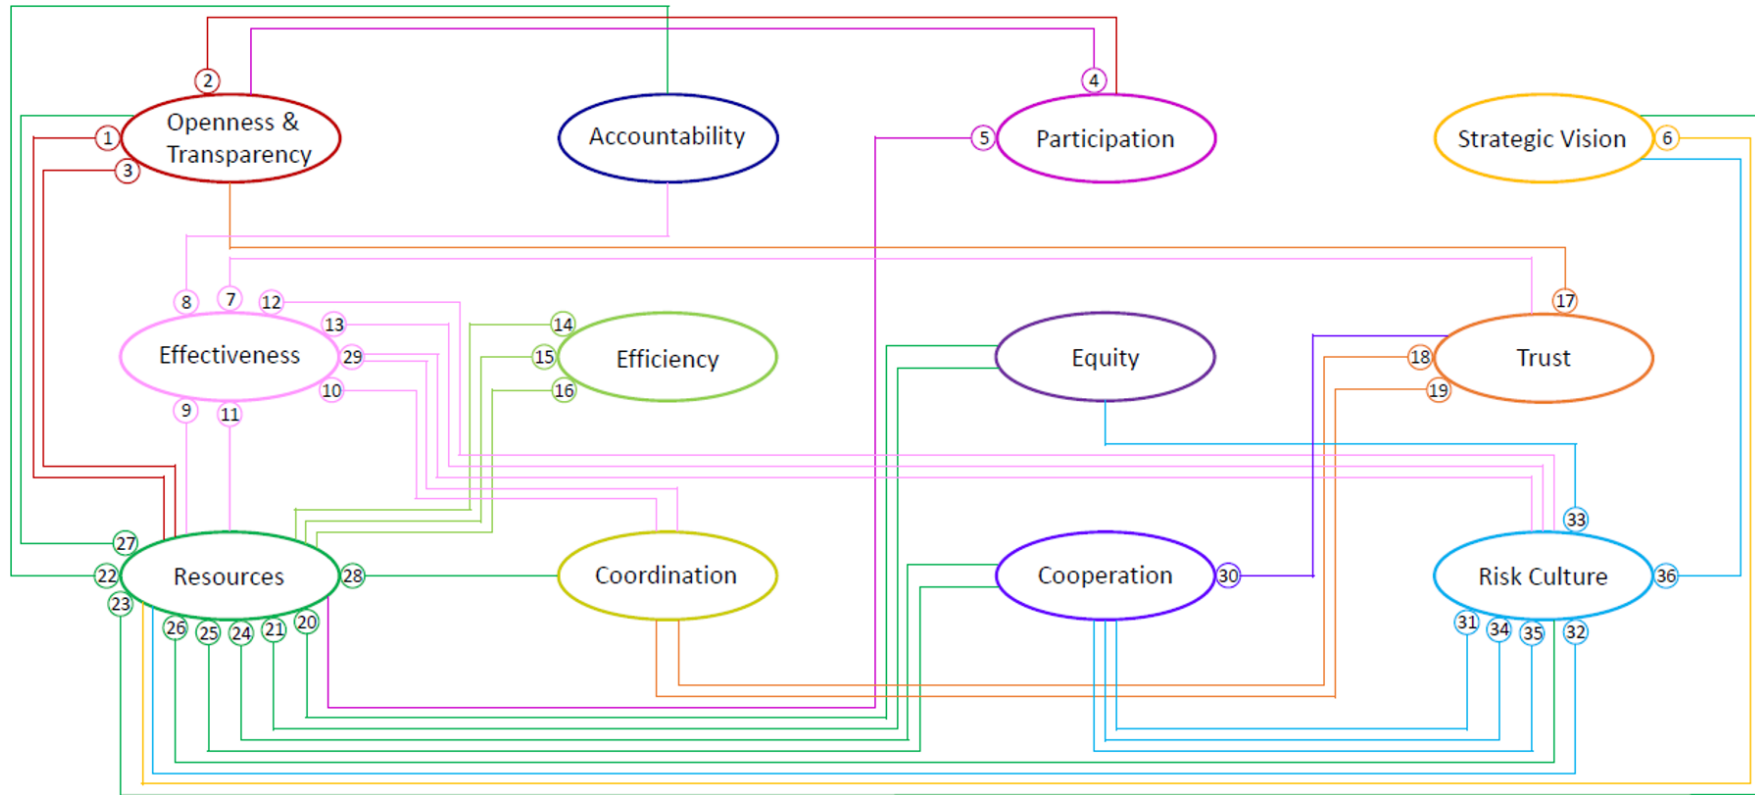 2
4
Openness &
Transparency
1
3
Accountability
5
Participation
Strategic Vision
6
8
7
12
17
13
14
Effectiveness
29
15
Efficiency
Equity
18
Trust
10
16
19
9
11
33
27
22
Resources
28
Coordination
Cooperation
30
Risk Culture
36
23
26
25
24
21
20
31
34
35
32